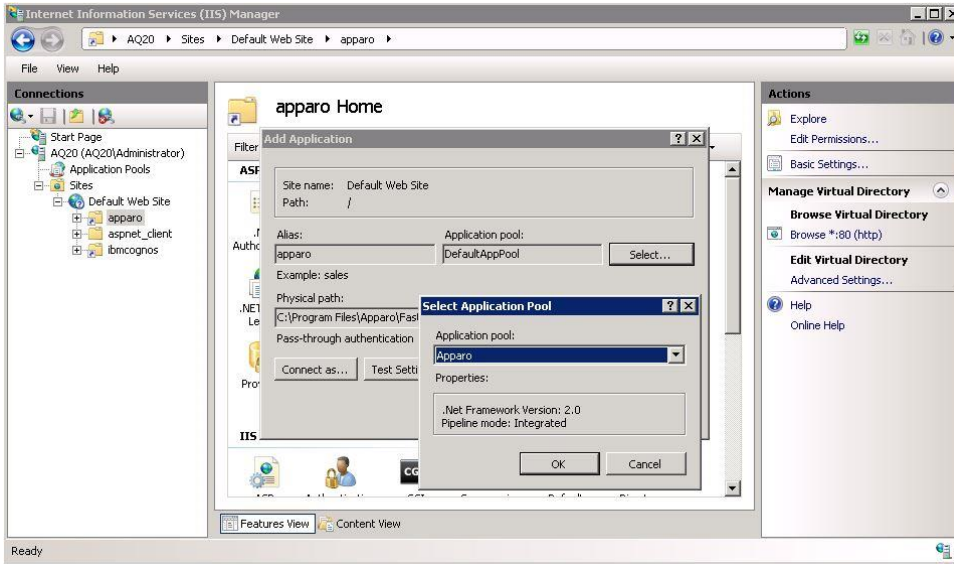 Internet Information Services (IIS) Manager
AQ20 Sites Default Web Site apparo
File View Help
Connections
Start Page
AQ20 (AQ20\Administrator)
Application Pools
Sites
Default Web Site
apparo
aspnet_client
ibmcognos
apparo Home
Filter
ASP
.NET
Le
Pro
IIS
Add Application
Site name: Default Web Site
Path: /
Alias:
Application pool:
apparo
DefaultAppPool
Select...
Example: sales
Physical path:
C:\Program Files\Apparo\Fas
Pass-through authentication
Connect as...
Test Setti
Select Application Pool
Application pool:
Apparo
Properties:
.Net Framework Version: 2.0
Pipeline mode: Integrated
OK
Cancel
Features View
Content View
Actions
Explore
Edit Permissions...
Basic Settings...
Manage Virtual Directory
Browse Virtual Directory
Browse *:80 (http)
Edit Virtual Directory
Advanced Settings...
Help
Online Help
Ready